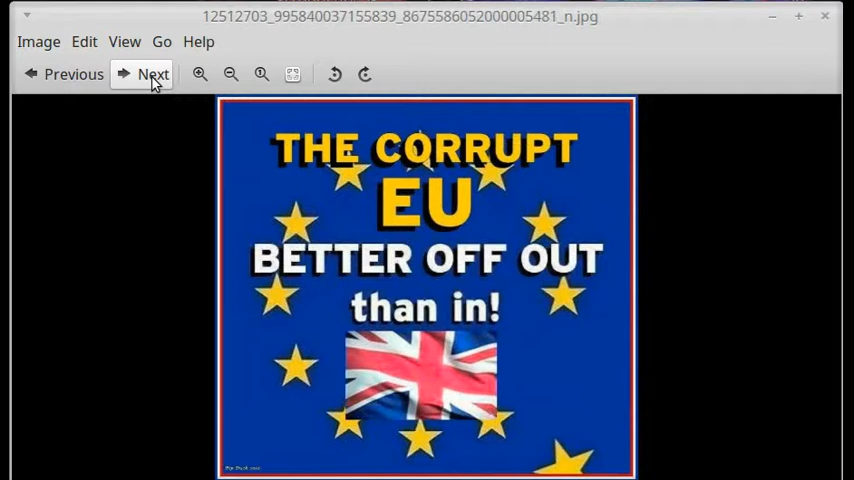 12512703_995840037155839_8675586052000005481_n.jpg
Image Edit View Go Help
Previous Next
THE CORRUPT
EU
BETTER OFF OUT
than in!